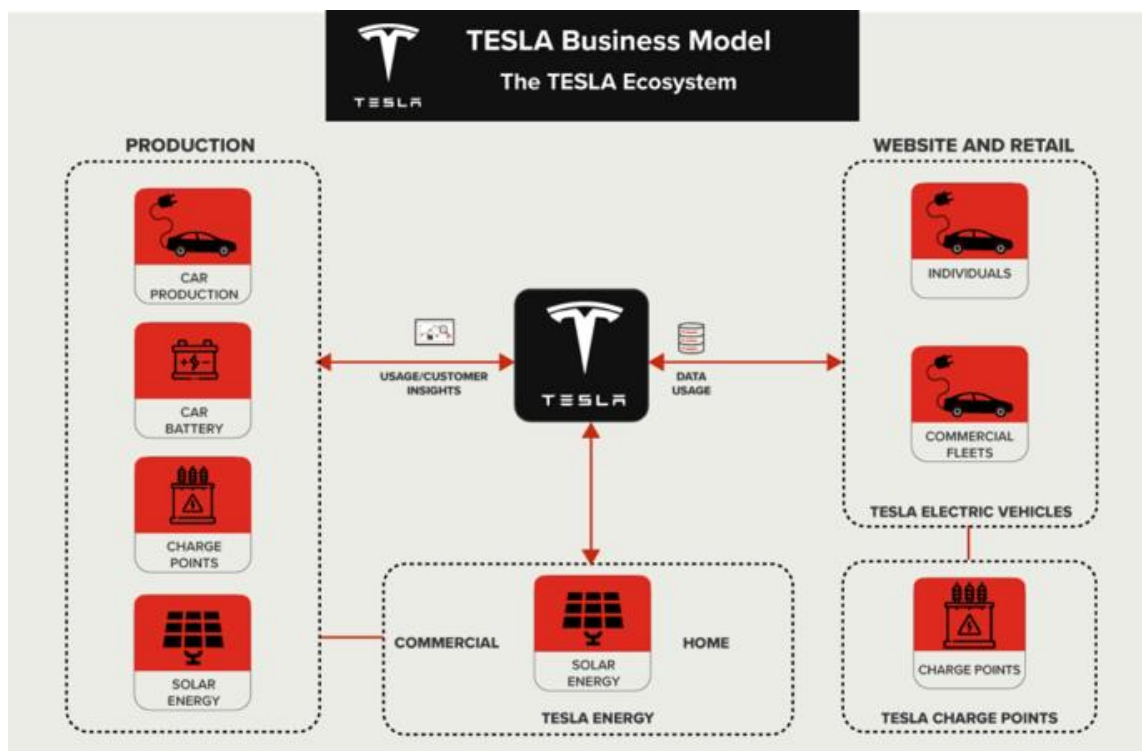 TESLA Business Model
The TESLA Ecosystem
TESLA
PRODUCTION
CAR
PRODUCTION
CAR
BATTERY
CHARGE
POINTS
SOLAR
ENERGY
USAGE/CUSTOMER
INSIGHTS
TESLA
DATA
USAGE
WEBSITE AND RETAIL
INDIVIDUALS
COMMERCIAL
FLEETS
TESLA ELECTRIC VEHICLES
COMMERCIAL
SOLAR
ENERGY
HOME
TESLA ENERGY
CHARGE POINTS
TESLA CHARGE POINTS